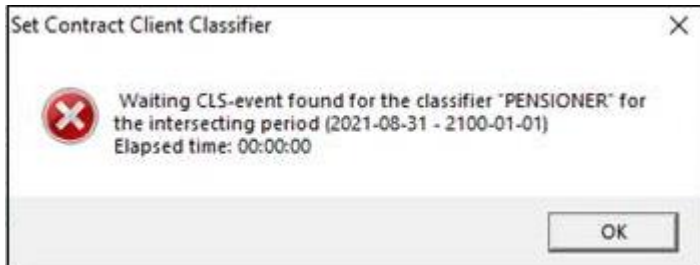 Set Contract Client Classifier
Waiting CLS-event found for the classifier "PENSIONER" for
the intersecting period (2021-08-31 - 2100-01-01)
Elapsed time: 00:00:00
OK